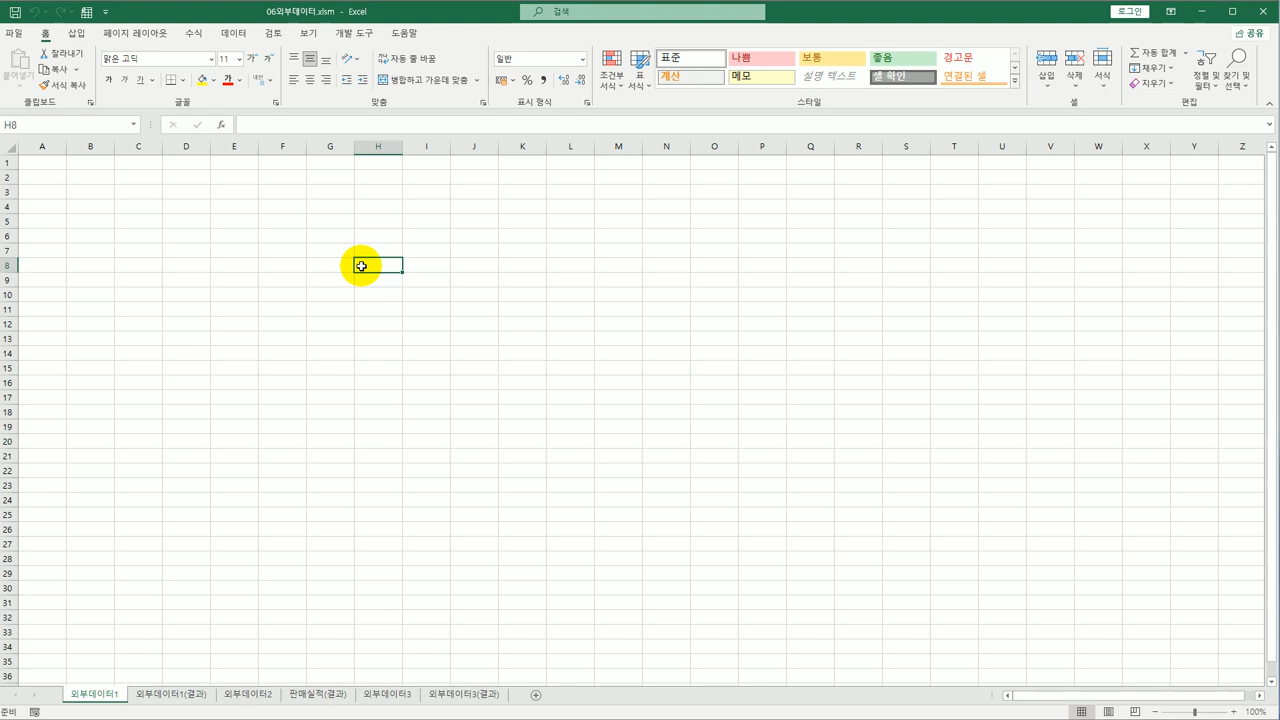 06외부데이터.xlsm - Excel
검색
로그인
파일 홈 삽입 페이지 레이아웃 수식 데이터 검토 보기 개발 도구 도움말
공유
붙여넣기
잘라내기
복사
서식 복사
클립보드
맑은 고딕 11
가 가 가 가
글꼴
자동 줄 바꿈
병합하고 가운데 맞춤
맞춤
일반
표시 형식
조건부 서식
표 서식
표준 나쁨 보통 좋음 경고문
계산 메모 설명 텍스트 셀 확인 연결된 셀
스타일
삽입 삭제 서식
셀
자동 합계
채우기
지우기
정렬 및 필터
찾기 및 선택
편집
H8
fx
A B C D E F G H I J K L M N O P Q R S T U V W X Y Z
1
2
3
4
5
6
7
8
9
10
11
12
13
14
15
16
17
18
19
20
21
22
23
24
25
26
27
28
29
30
31
32
33
34
35
36
외부데이터1 외부데이터1(결과) 외부데이터2 판매실적(결과) 외부데이터3 외부데이터3(결과)
준비
100%